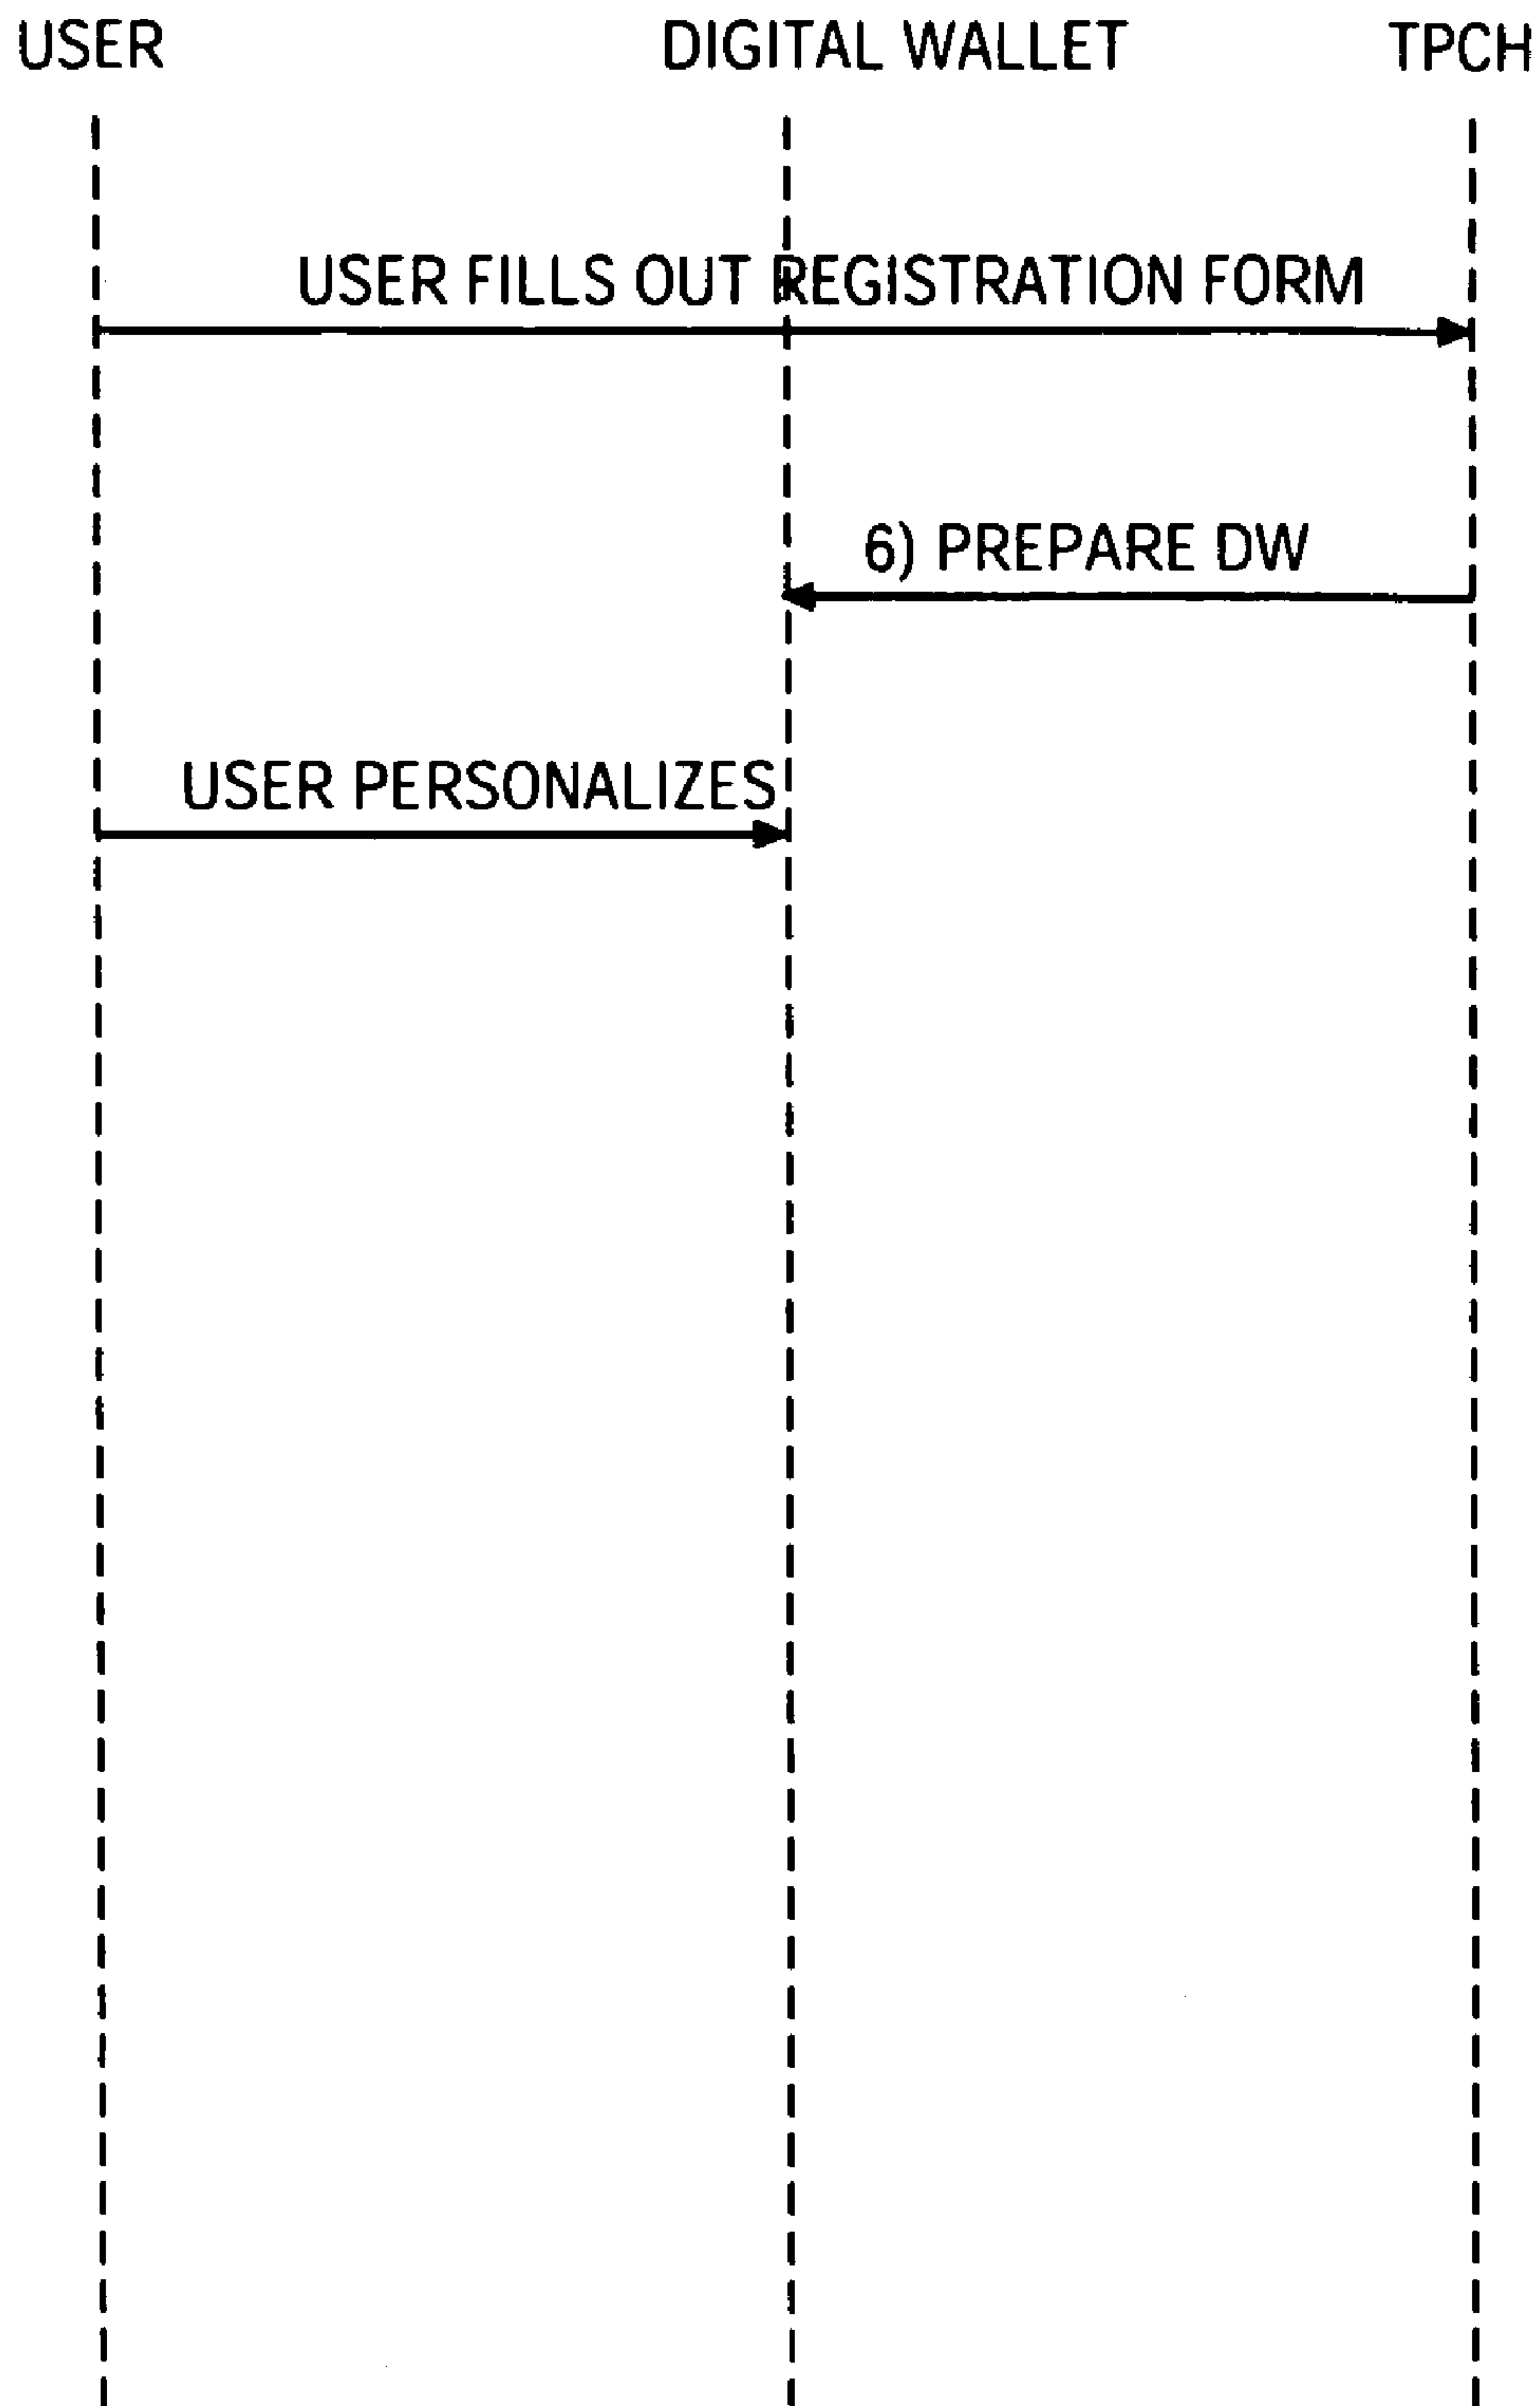 USER DIGITAL WALLET TPCH
USER FILLS OUT REGISTRATION FORM
6) PREPARE DW
USER PERSONALIZES